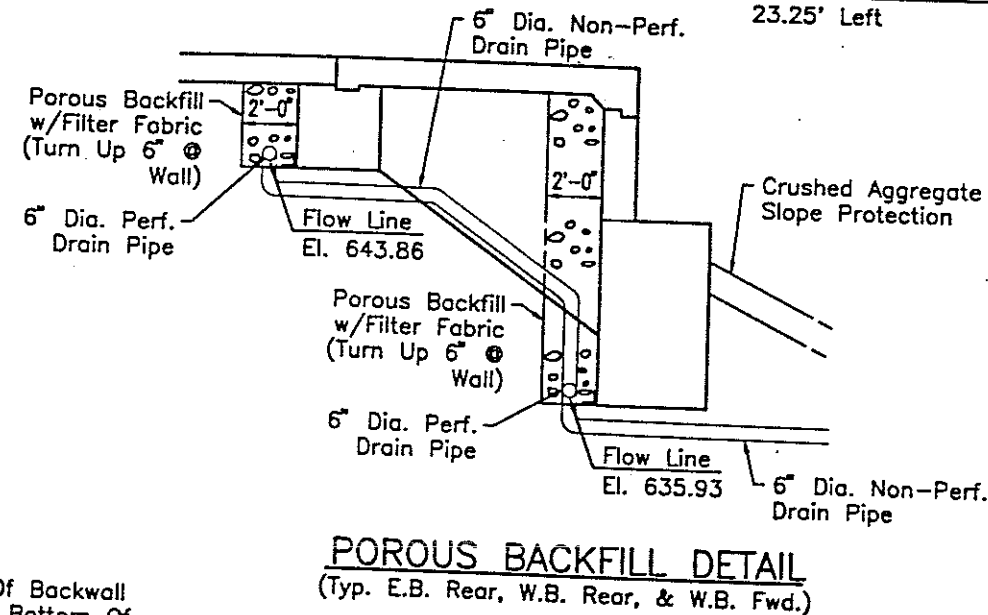 23.25' Left
6" Dia. Non-Perf.
Drain Pipe
Porous Backfill
w/Filter Fabric
(Turn Up 6" @
Wall)
2'-0"
6" Dia. Perf.
Drain Pipe
Flow Line
El. 643.86
2'-0"
Crushed Aggregate
Slope Protection
Porous Backfill
w/Filter Fabric
(Turn Up 6" @
Wall)
6" Dia. Perf.
Drain Pipe
Flow Line
El. 635.93
6" Dia. Non-Perf.
Drain Pipe
POROUS BACKFILL DETAIL
(Typ. E.B. Rear, W.B. Rear, & W.B. Fwd.)
Of Backwall
Bottom Of